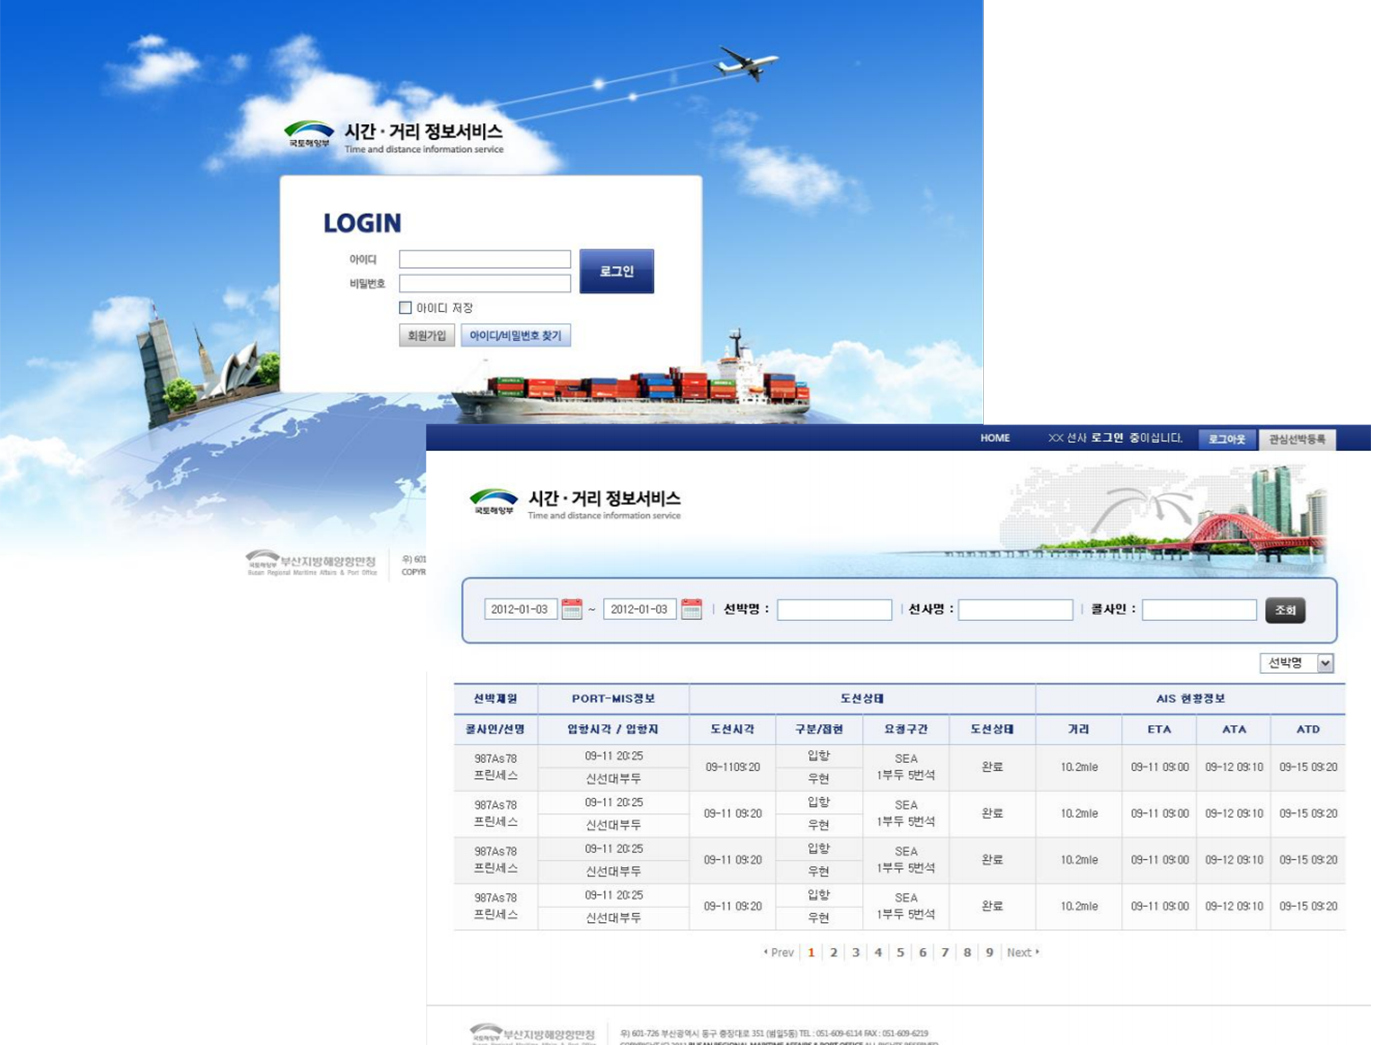 국토해양부 시간·거리 정보서비스
Time and distance information service
LOGIN
아이디
비밀번호
로그인
아이디 저장
회원가입 아이디/비밀번호 찾기
국토해양부 부산지방해양항만청
Busan Regional Maritime Affairs & Port Office
우) 601
COPYR
HOME XX 선사 로그인 중이십니다. 로그아웃 관심선박등록
국토해양부 시간·거리 정보서비스
Time and distance information service
2012-01-03 ~ 2012-01-03 선박명 : 선사명 : 콜사인 : 조회
선박명
선박제원 PORT-MIS정보 도선상태 AIS 현황정보
콜사인/선명 입항시각 / 입항지 도선시각 구분/접현 요청구간 도선상태 거리 ETA ATA ATD
987As78 프린세스 09-11 20:25 신선대부두 09-1109:20 입항 우현 SEA 1부두 5번석 완료 10.2mle 09-11 09:00 09-12 09:10 09-15 09:20
987As78 프린세스 09-11 20:25 신선대부두 09-11 09:20 입항 우현 SEA 1부두 5번석 완료 10.2mle 09-11 09:00 09-12 09:10 09-15 09:20
987As78 프린세스 09-11 20:25 신선대부두 09-11 09:20 입항 우현 SEA 1부두 5번석 완료 10.2mle 09-11 09:00 09-12 09:10 09-15 09:20
987As78 프린세스 09-11 20:25 신선대부두 09-11 09:20 입항 우현 SEA 1부두 5번석 완료 10.2mle 09-11 09:00 09-12 09:10 09-15 09:20
Prev 1 2 3 4 5 6 7 8 9 Next
국토해양부 부산지방해양항만청
우) 601-726 부산광역시 동구 충장대로 351 (범일5동) TEL : 051-609-6114 FAX : 051-609-6219